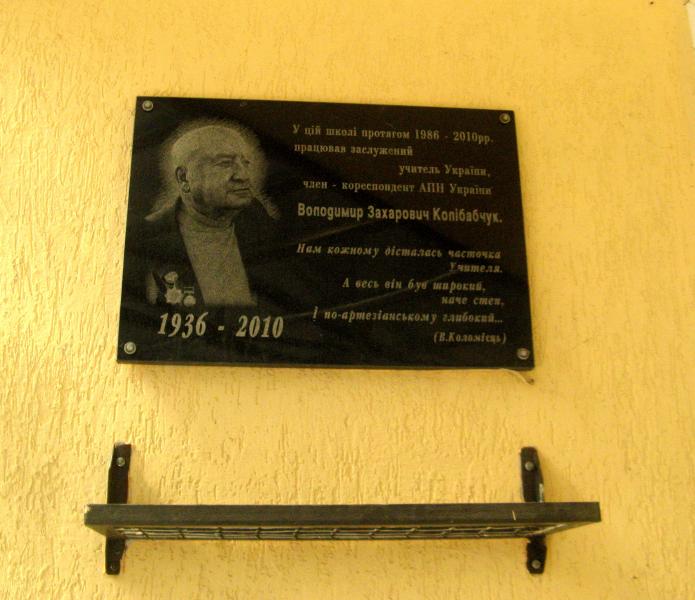 У цій школі протягом 1986 - 2010рр.
працював заслужений
учитель України,
член - кореспондент АПН України
Володимир Захарович Копібабчук.
Нам кожному дісталась часточка
Учителя.
А весь він був широкий,
наче степ,
І по-артезіанському глибокий...
(В.Коломієць)
1936 - 2010